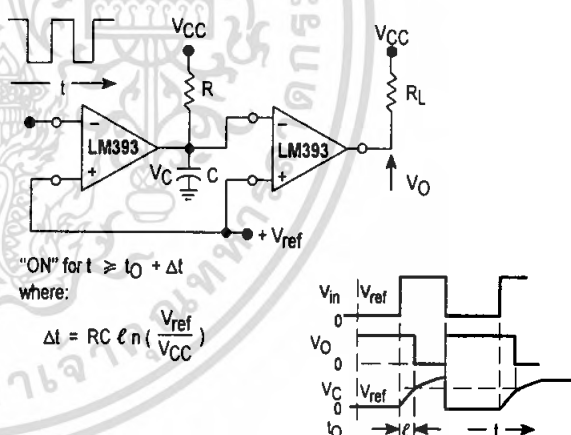 VCC
VCC
t
R
RL
−
LM393
+
VC
C
−
LM393
+
VO
+ Vref
"ON" for t ≥ tO + Δt
where:
Δt = RC ℓn(Vref/VCC)
Vin
Vref
0
VO
0
VC
Vref
0
tO
t